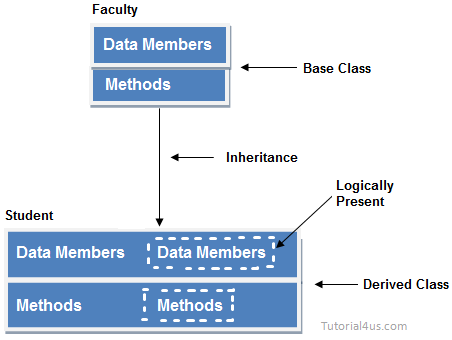 Faculty
Data Members
Methods
Base Class
Inheritance
Logically
Present
Student
Data Members Data Members
Methods Methods
Derived Class
Tutorial4us.com